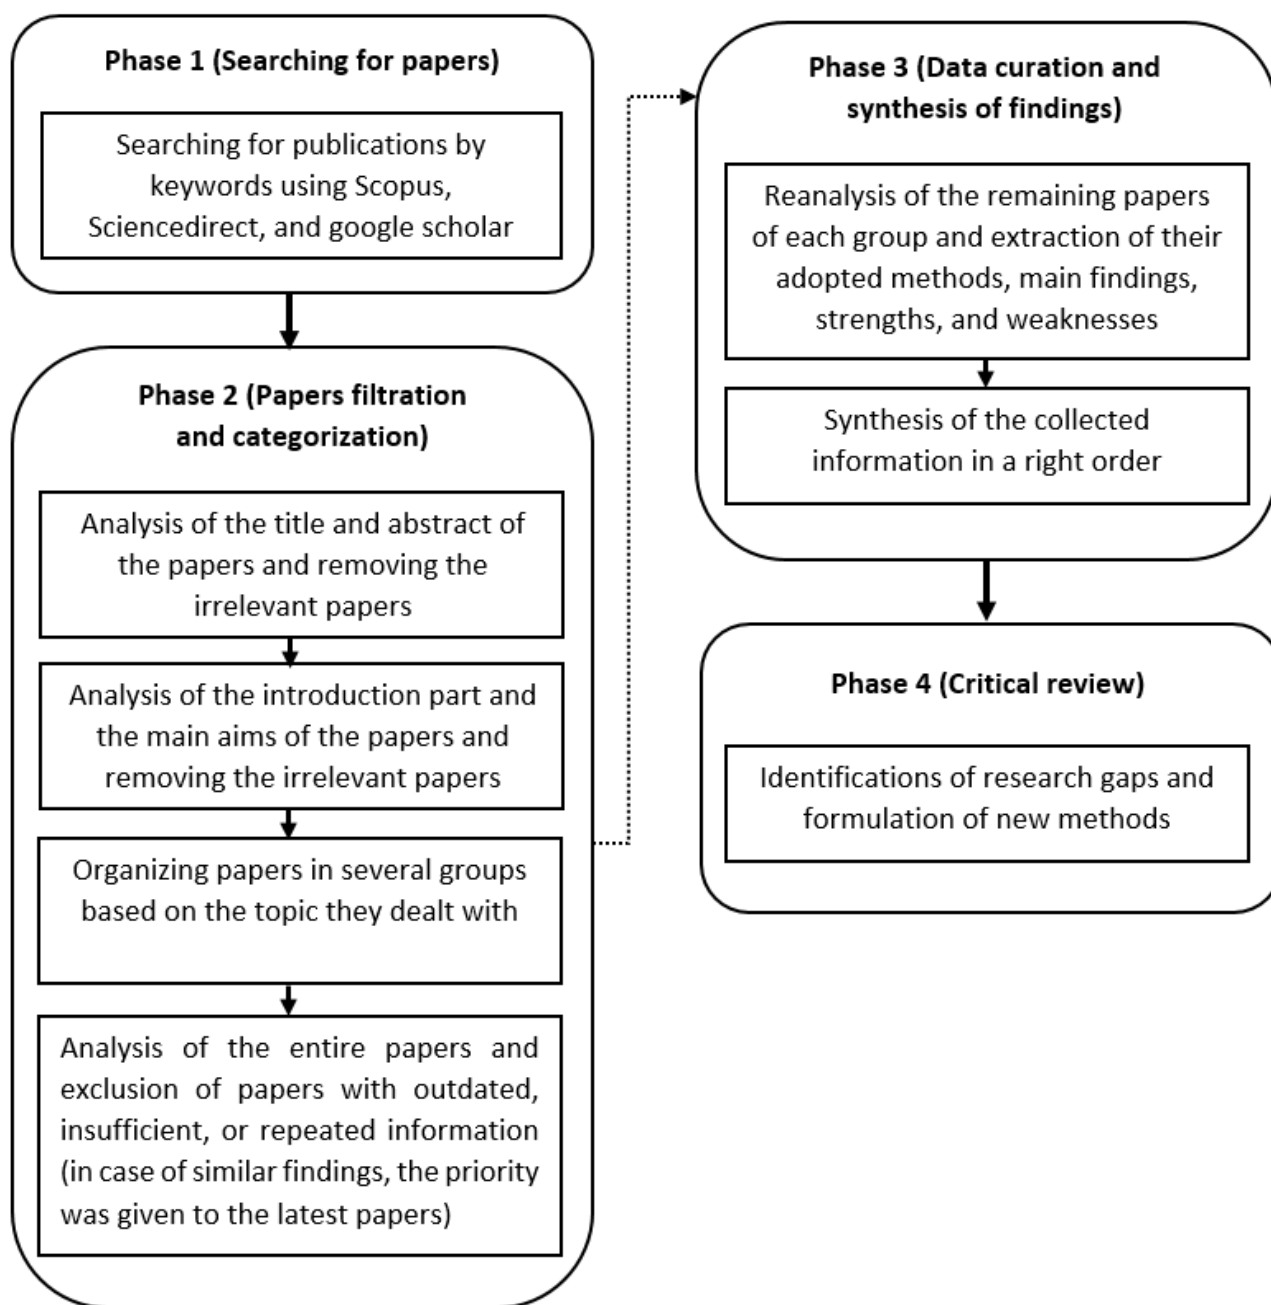 Phase 1 (Searching for papers)
Searching for publications by
keywords using Scopus,
Sciencedirect, and google scholar
Phase 2 (Papers filtration
and categorization)
Analysis of the title and abstract of
the papers and removing the
irrelevant papers
Analysis of the introduction part and
the main aims of the papers and
removing the irrelevant papers
Organizing papers in several groups
based on the topic they dealt with
Analysis of the entire papers and
exclusion of papers with outdated,
insufficient, or repeated information
(in case of similar findings, the priority
was given to the latest papers)
Phase 3 (Data curation and
synthesis of findings)
Reanalysis of the remaining papers
of each group and extraction of their
adopted methods, main findings,
strengths, and weaknesses
Synthesis of the collected
information in a right order
Phase 4 (Critical review)
Identifications of research gaps and
formulation of new methods